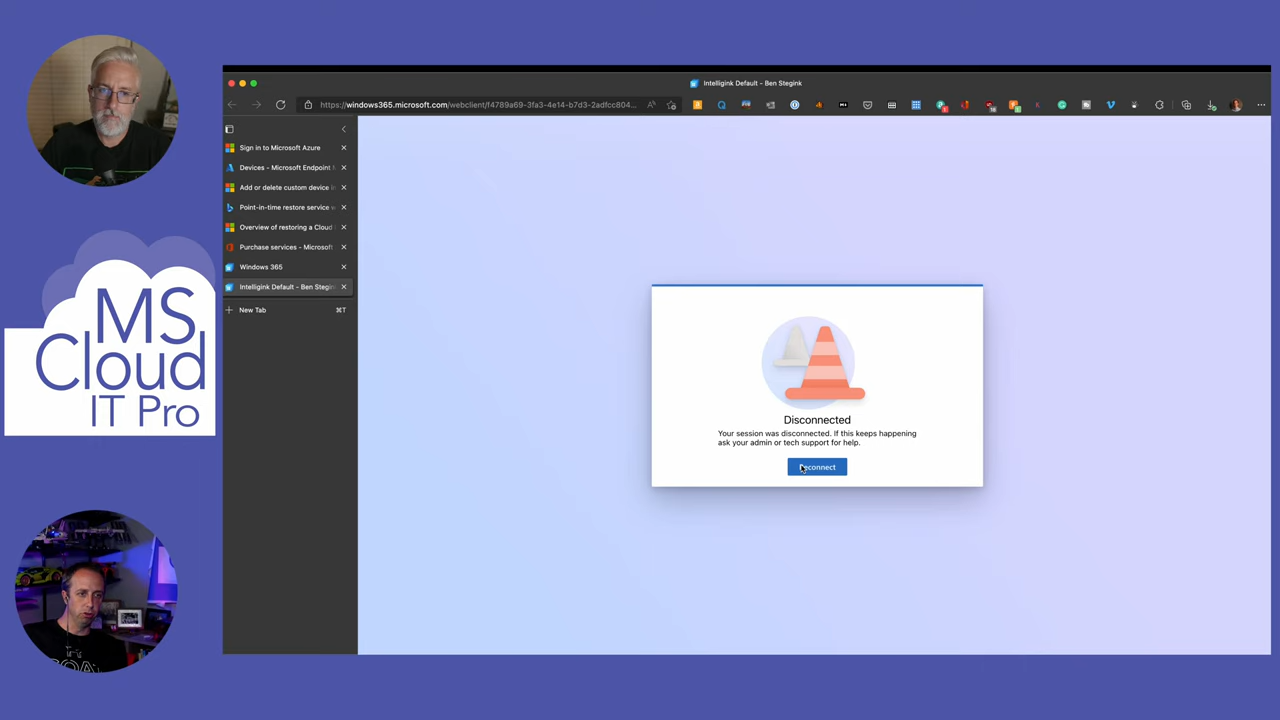 Intelligink Default - Ben Stegink
https://windows365.microsoft.com/webclient/f4789a69-3fa3-4e14-b7d3-2adfcc804...
Sign in to Microsoft Azure
Devices - Microsoft Endpoint
Add or delete custom device i
Point-in-time restore service
Overview of restoring a Cloud
Purchase services - Microsoft
Windows 365
Intelligink Default - Ben Stegin
New Tab ⌘T
MS
Cloud
IT Pro
Disconnected
Your session was disconnected. If this keeps happening
ask your admin or tech support for help.
Reconnect